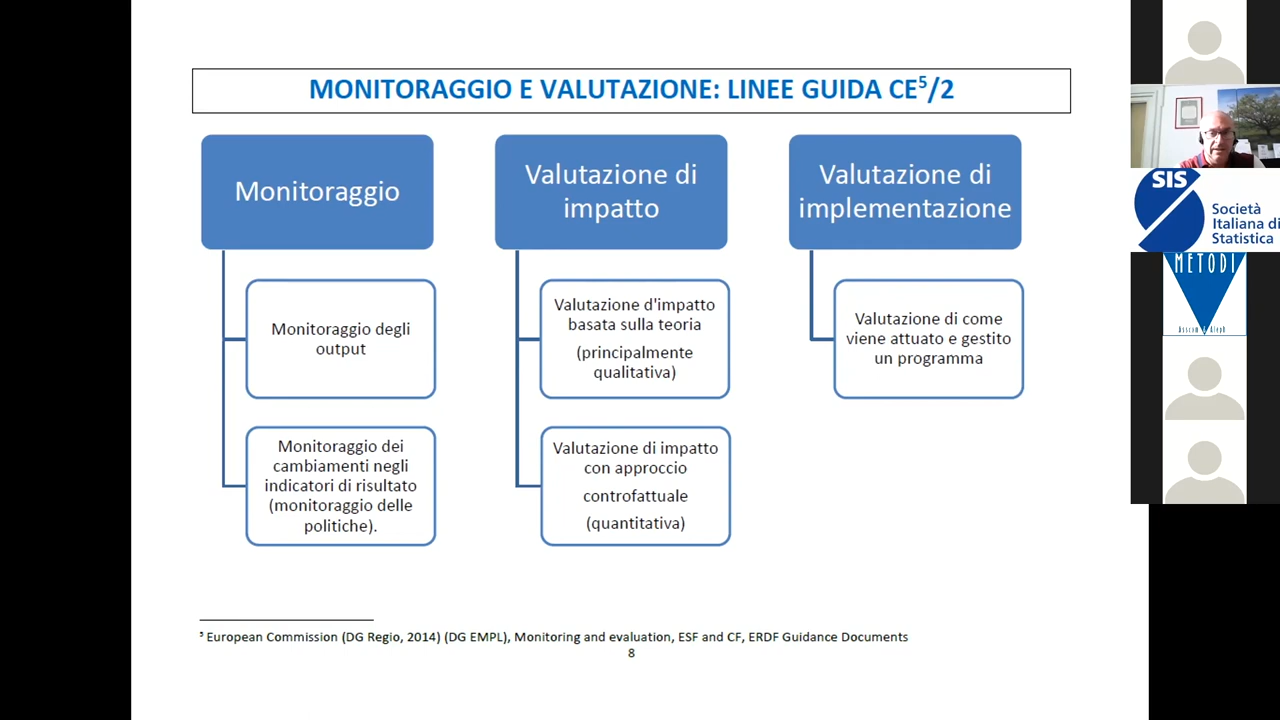 MONITORAGGIO E VALUTAZIONE: LINEE GUIDA CE⁵/2
Monitoraggio
Monitoraggio degli
output
Monitoraggio dei
cambiamenti negli
indicatori di risultato
(monitoraggio delle
politiche).
Valutazione di
impatto
Valutazione d'impatto
basata sulla teoria
(principalmente
qualitativa)
Valutazione di impatto
con approccio
controfattuale
(quantitativa)
Valutazione di
implementazione
Valutazione di come
viene attuato e gestito
un programma
⁵ European Commission (DG Regio, 2014) (DG EMPL), Monitoring and evaluation, ESF and CF, ERDF Guidance Documents
8
SIS
Società
Italiana di
Statistica
METODI